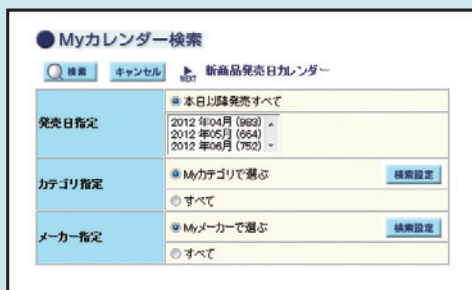 ●Myカレンダー検索
検索 キャンセル NEXT 新商品発売日カレンダー
発売日指定
本日以降発売すべて
2012 年04月 (983)
2012 年05月 (664)
2012 年06月 (752)
カテゴリ指定
Myカテゴリで選ぶ 検索設定
すべて
メーカー指定
Myメーカーで選ぶ 検索設定
すべて